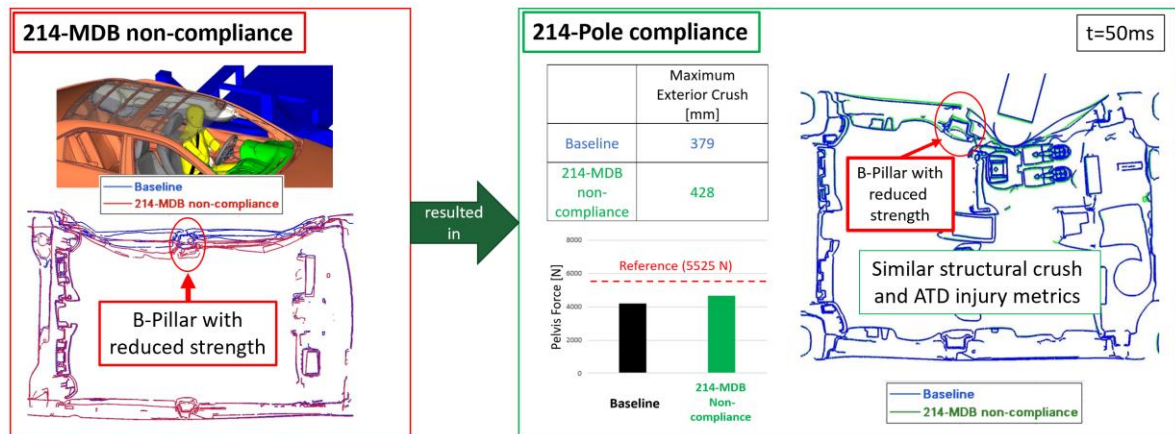 214-MDB non-compliance
Baseline
214-MDB non-compliance
B-Pillar with
reduced strength
resulted
in
214-Pole compliance
t=50ms
Maximum
Exterior Crush
[mm]
Baseline
379
214-MDB
non-
compliance
428
Pelvis Force [N]
8000
6000
4000
2000
0
Reference (5525 N)
Baseline
214-MDB
Non-
compliance
B-Pillar with
reduced
strength
Similar structural crush
and ATD injury metrics
Baseline
214-MDB non-compliance